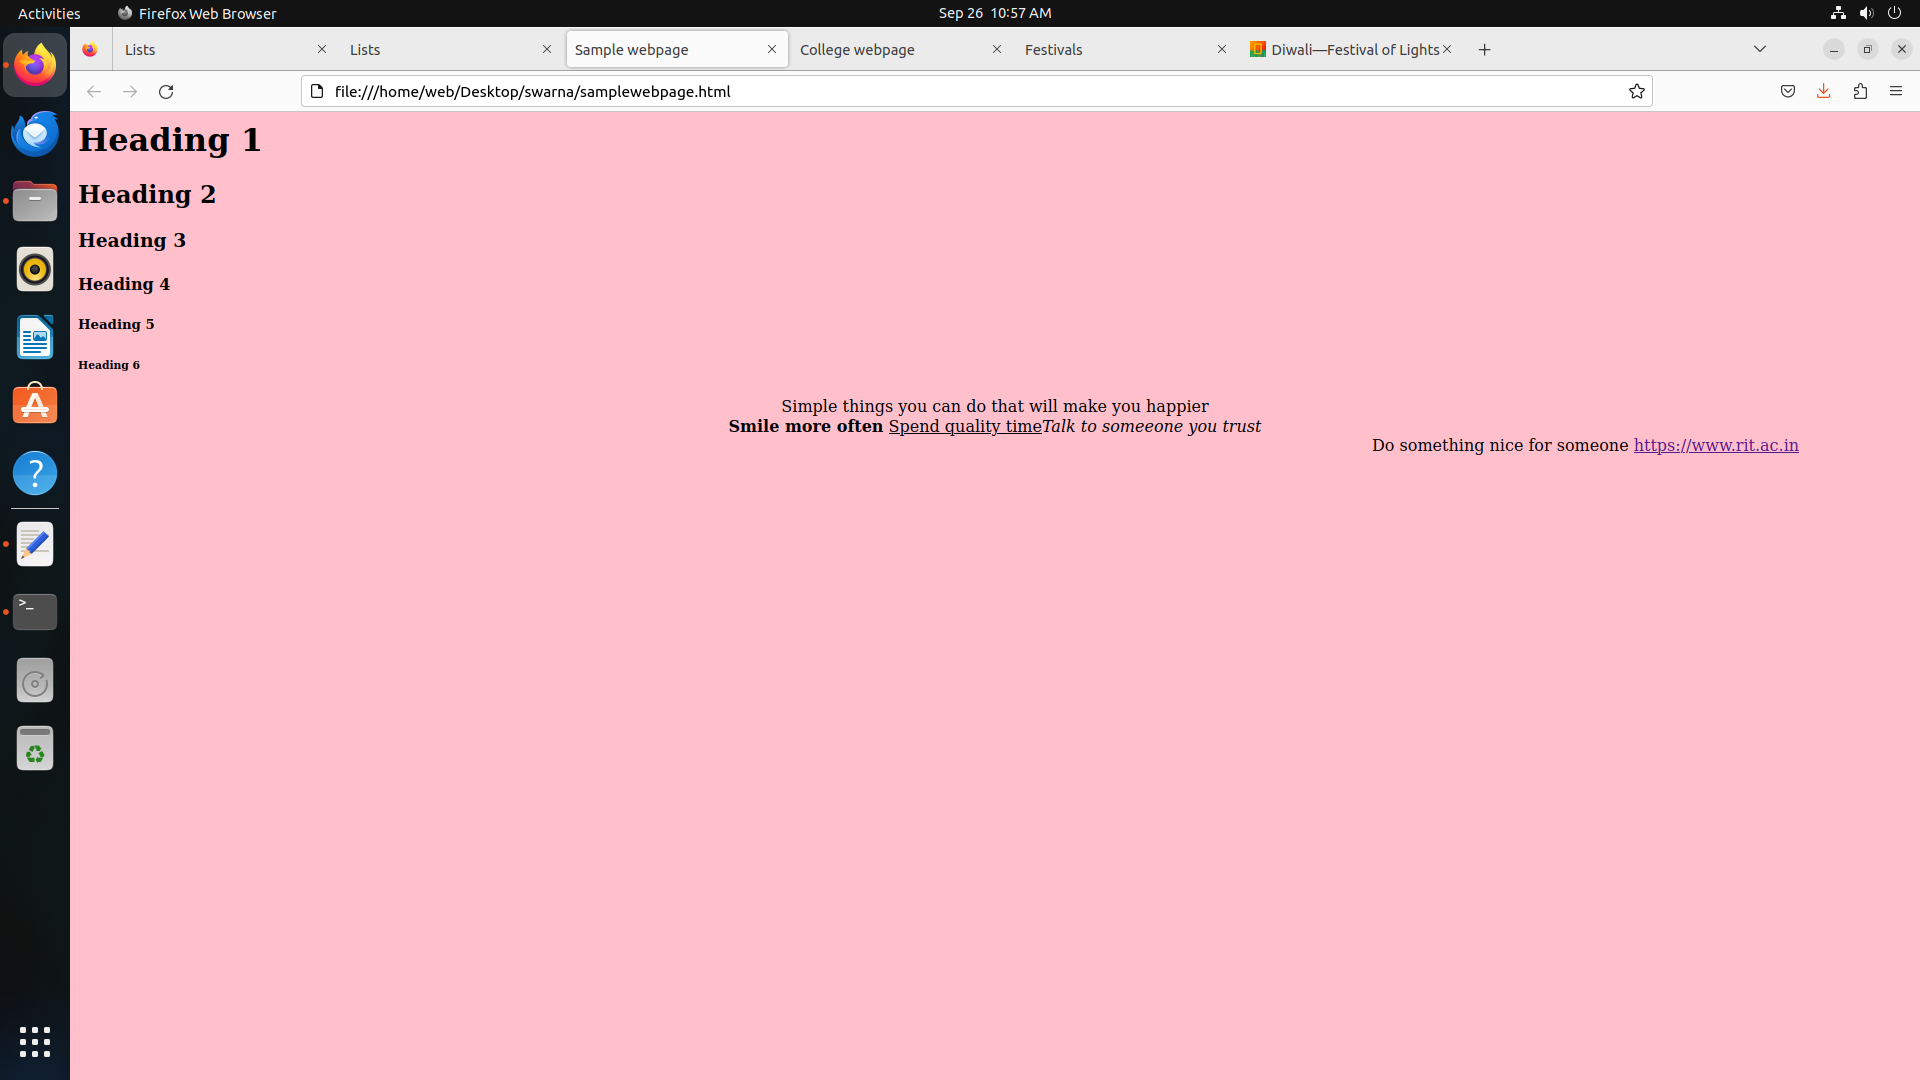 Activities Firefox Web Browser Sep 26 10:57 AM
Lists Lists Sample webpage College webpage Festivals Diwali—Festival of Lights
file:///home/web/Desktop/swarna/samplewebpage.html
Heading 1
Heading 2
Heading 3
Heading 4
Heading 5
Heading 6
Simple things you can do that will make you happier
Smile more often Spend quality timeTalk to someeone you trust
Do something nice for someone https://www.rit.ac.in